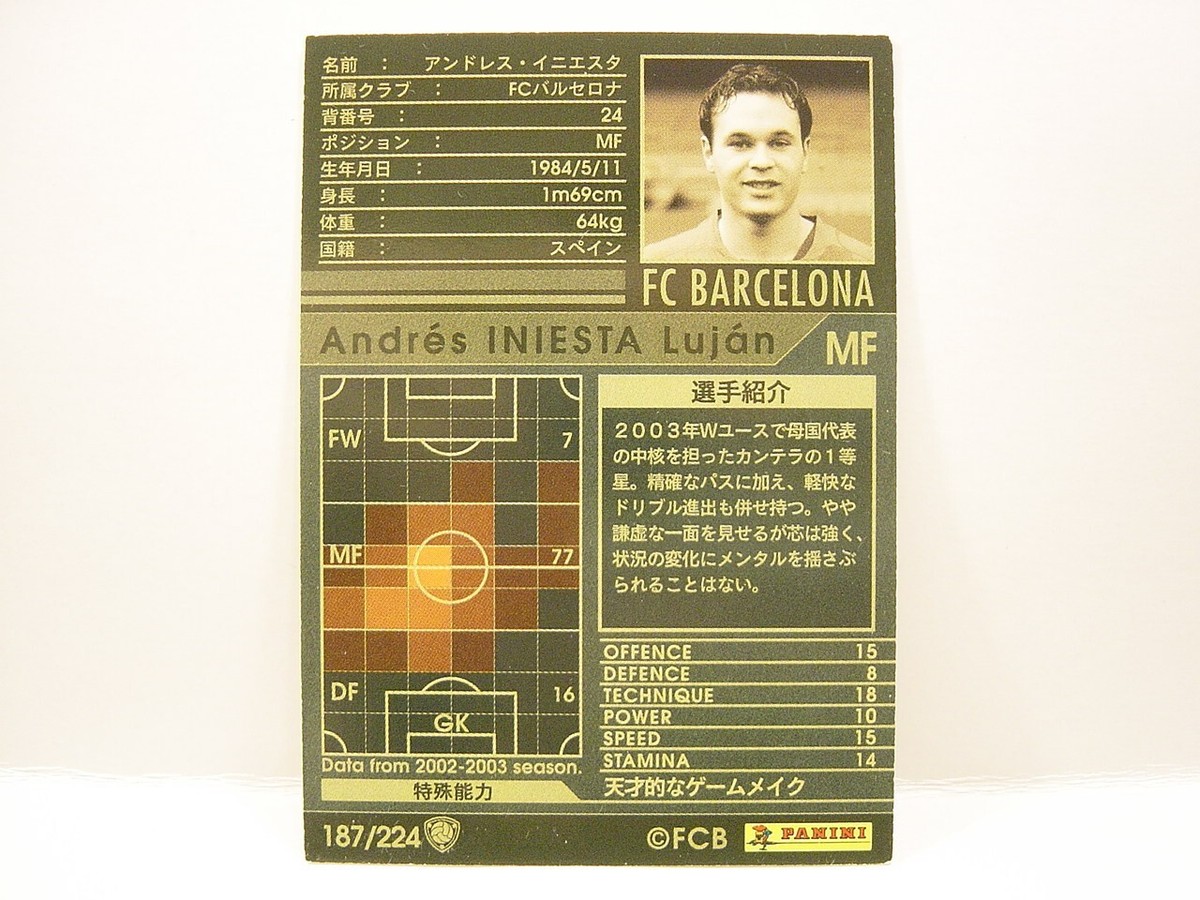 名前 : アンドレス・イニエスタ
所属クラブ : FCバルセロナ
背番号 : 24
ポジション : MF
生年月日 : 1984/5/11
身長 : 1m69cm
体重 : 64kg
国籍 : スペイン
FC BARCELONA
Andrés INIESTA Luján MF
FW 7
MF 77
DF 16
GK
Data from 2002-2003 season.
選手紹介
2003年Wユースで母国代表
の中核を担ったカンテラの1等
星。精確なパスに加え、軽快な
ドリブル進出も併せ持つ。やや
謙虚な一面を見せるが芯は強く、
状況の変化にメンタルを揺さぶ
られることはない。
OFFENCE 15
DEFENCE 8
TECHNIQUE 18
POWER 10
SPEED 15
STAMINA 14
特殊能力 天才的なゲームメイク
187/224 ©FCB PANINI